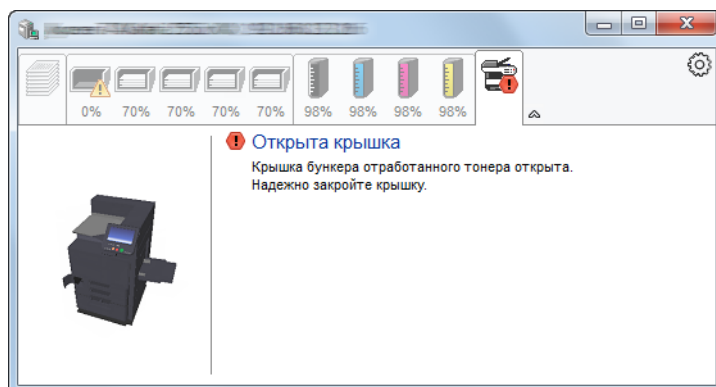 0% 70% 70% 70% 70% 98% 98% 98% 98%
Открыта крышка
Крышка бункера отработанного тонера открыта.
Надежно закройте крышку.